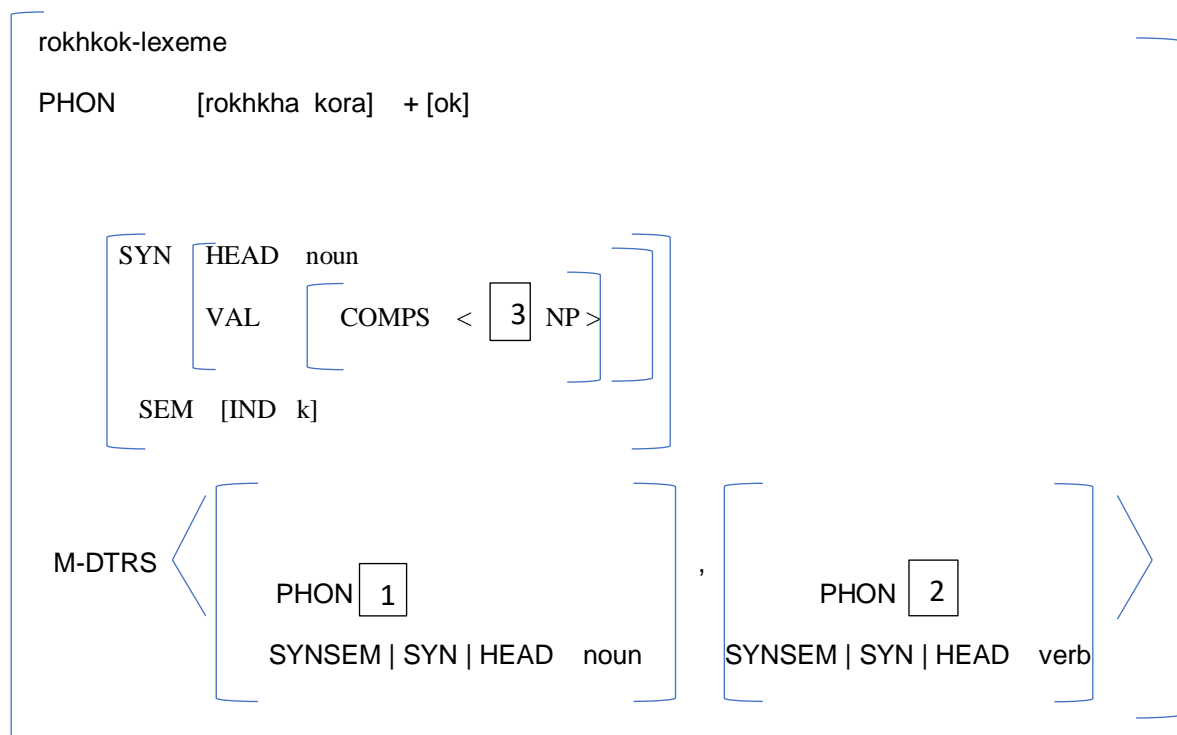 rokhkok-lexeme
PHON [rokhkha kora] + [ok]
SYN HEAD noun
VAL COMPS < 3 NP >
SEM [IND k]
M-DTRS
,
PHON 1 PHON 2
SYNSEM | SYN | HEAD noun SYNSEM | SYN | HEAD verb